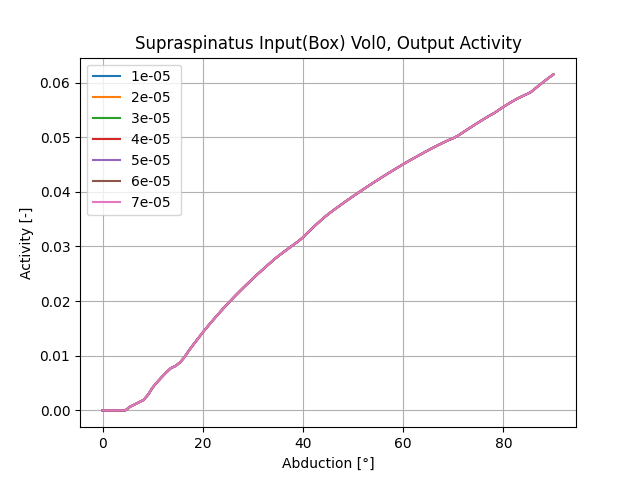 Supraspinatus Input(Box) Vol0, Output Activity
1e-05
2e-05
3e-05
4e-05
5e-05
6e-05
7e-05
0.06
0.05
0.04
0.03
0.02
0.01
0.00
Activity [-]
0 20 40 60 80
Abduction [°]